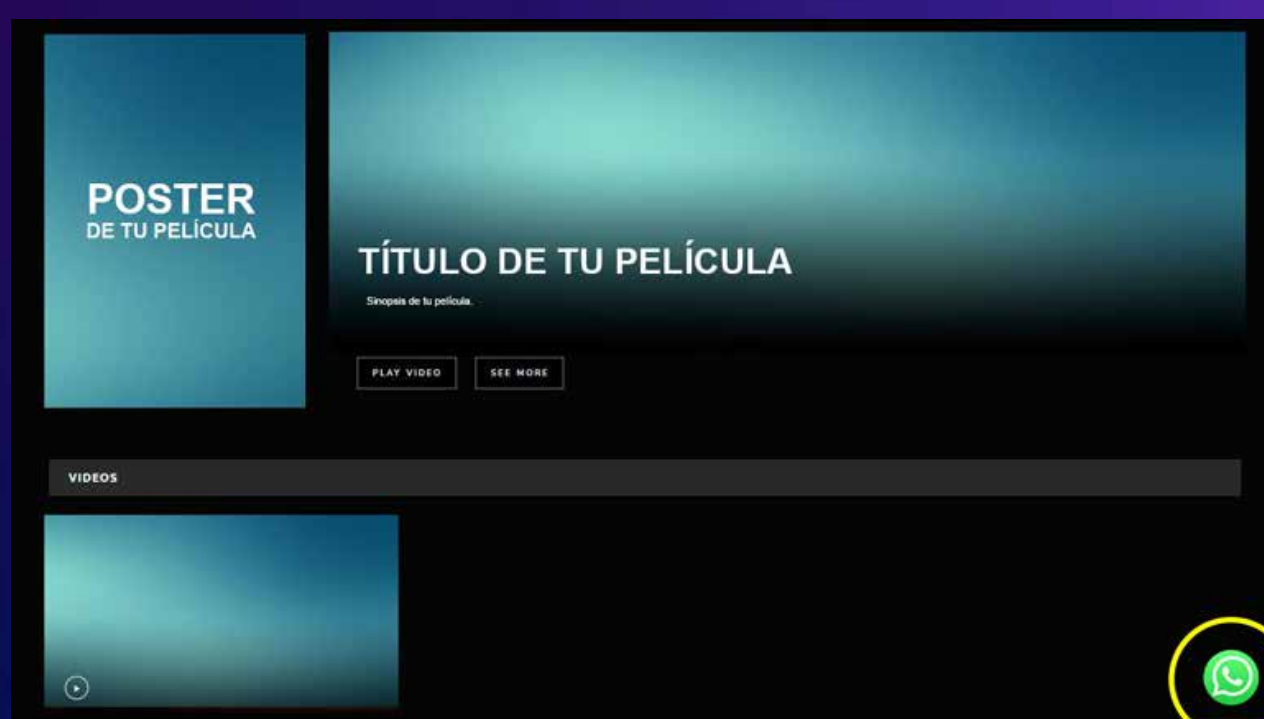 POSTER
DE TU PELÍCULA
TÍTULO DE TU PELÍCULA
Sinopsis de tu película.
PLAY VIDEO
SEE MORE
VIDEOS